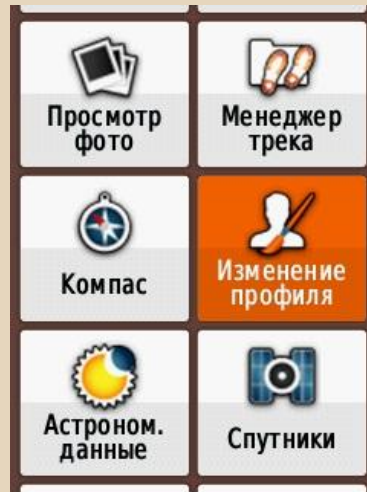 Просмотр
фото
Менеджер
трека
Компас
Изменение
профиля
Астроном.
данные
Спутники